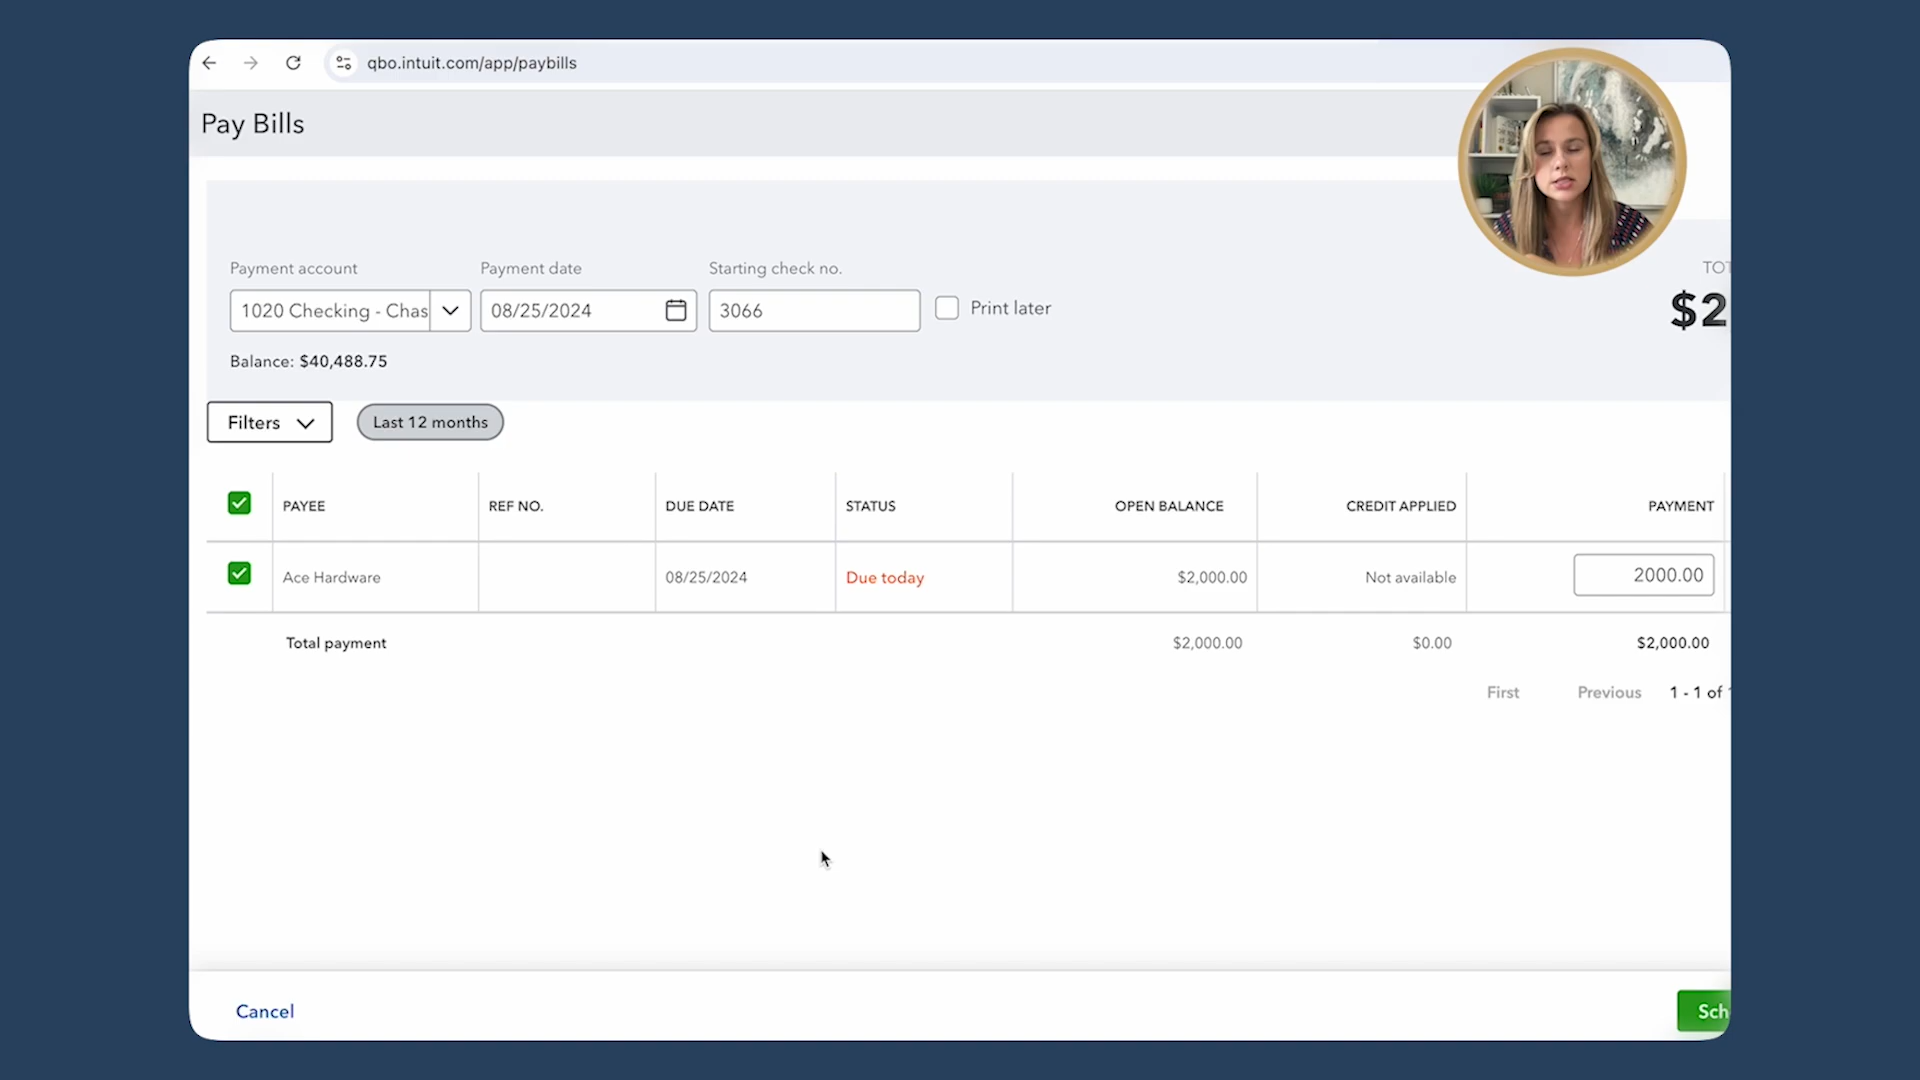 qbo.intuit.com/app/paybills
Pay Bills
Payment account
Payment date
Starting check no.
TOT
1020 Checking - Chas
08/25/2024
3066
Print later
$2
Balance: $40,488.75
Filters
Last 12 months
PAYEE
REF NO.
DUE DATE
STATUS
OPEN BALANCE
CREDIT APPLIED
PAYMENT
Ace Hardware
08/25/2024
Due today
$2,000.00
Not available
2000.00
Total payment
$2,000.00
$0.00
$2,000.00
First
Previous
1 - 1 of
Cancel
Sch